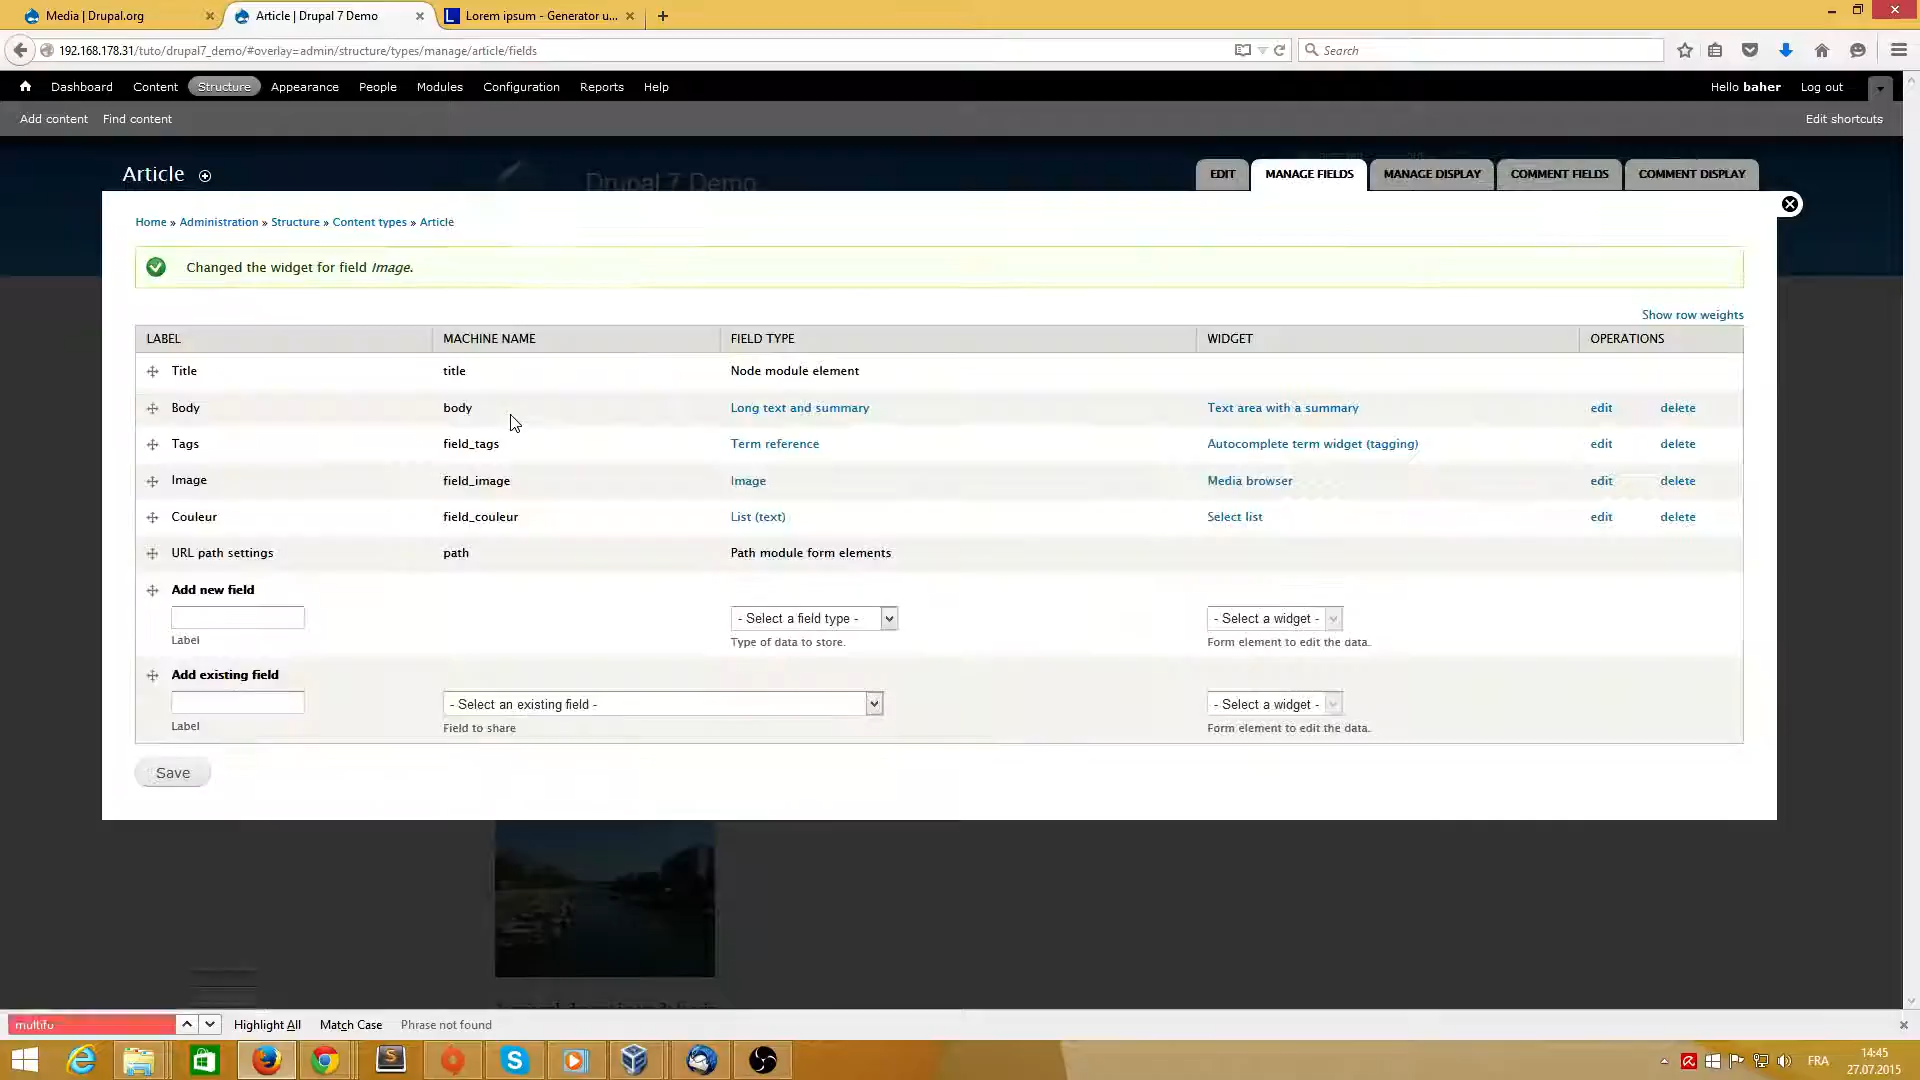 Media | Drupal.org
Article | Drupal 7 Demo
Lorem ipsum - Generator u...
192.168.178.31/tuto/drupal7_demo/#overlay=admin/structure/types/manage/article/fields
Search
Dashboard Content Structure Appearance People Modules Configuration Reports Help
Hello baher Log out
Add content Find content
Edit shortcuts
Drupal 7 Demo
Article
EDIT MANAGE FIELDS MANAGE DISPLAY COMMENT FIELDS COMMENT DISPLAY
Home » Administration » Structure » Content types » Article
Changed the widget for field Image.
Show row weights
LABEL MACHINE NAME FIELD TYPE WIDGET OPERATIONS
Title title Node module element
Body body Long text and summary Text area with a summary edit delete
Tags field_tags Term reference Autocomplete term widget (tagging) edit delete
Image field_image Image Media browser edit delete
Couleur field_couleur List (text) Select list edit delete
URL path settings path Path module form elements
Add new field
- Select a field type - - Select a widget -
Label Type of data to store. Form element to edit the data.
Add existing field
- Select an existing field - - Select a widget -
Label Field to share Form element to edit the data.
Save
multifu Highlight All Match Case Phrase not found
FRA
14:45
27.07.2015